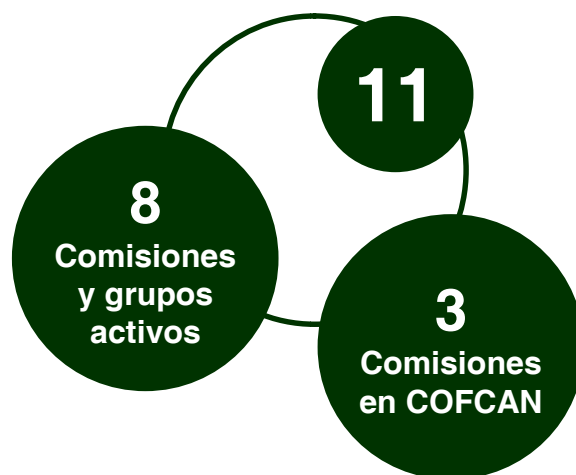 11
8
Comisiones
y grupos
activos
3
Comisiones
en COFCAN